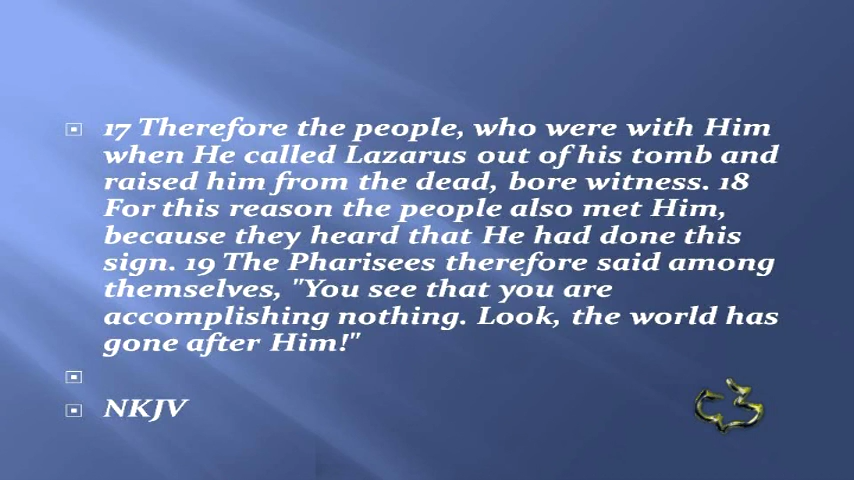 17 Therefore the people, who were with Him
when He called Lazarus out of his tomb and
raised him from the dead, bore witness. 18
For this reason the people also met Him,
because they heard that He had done this
sign. 19 The Pharisees therefore said among
themselves, "You see that you are
accomplishing nothing. Look, the world has
gone after Him!"
NKJV
C3